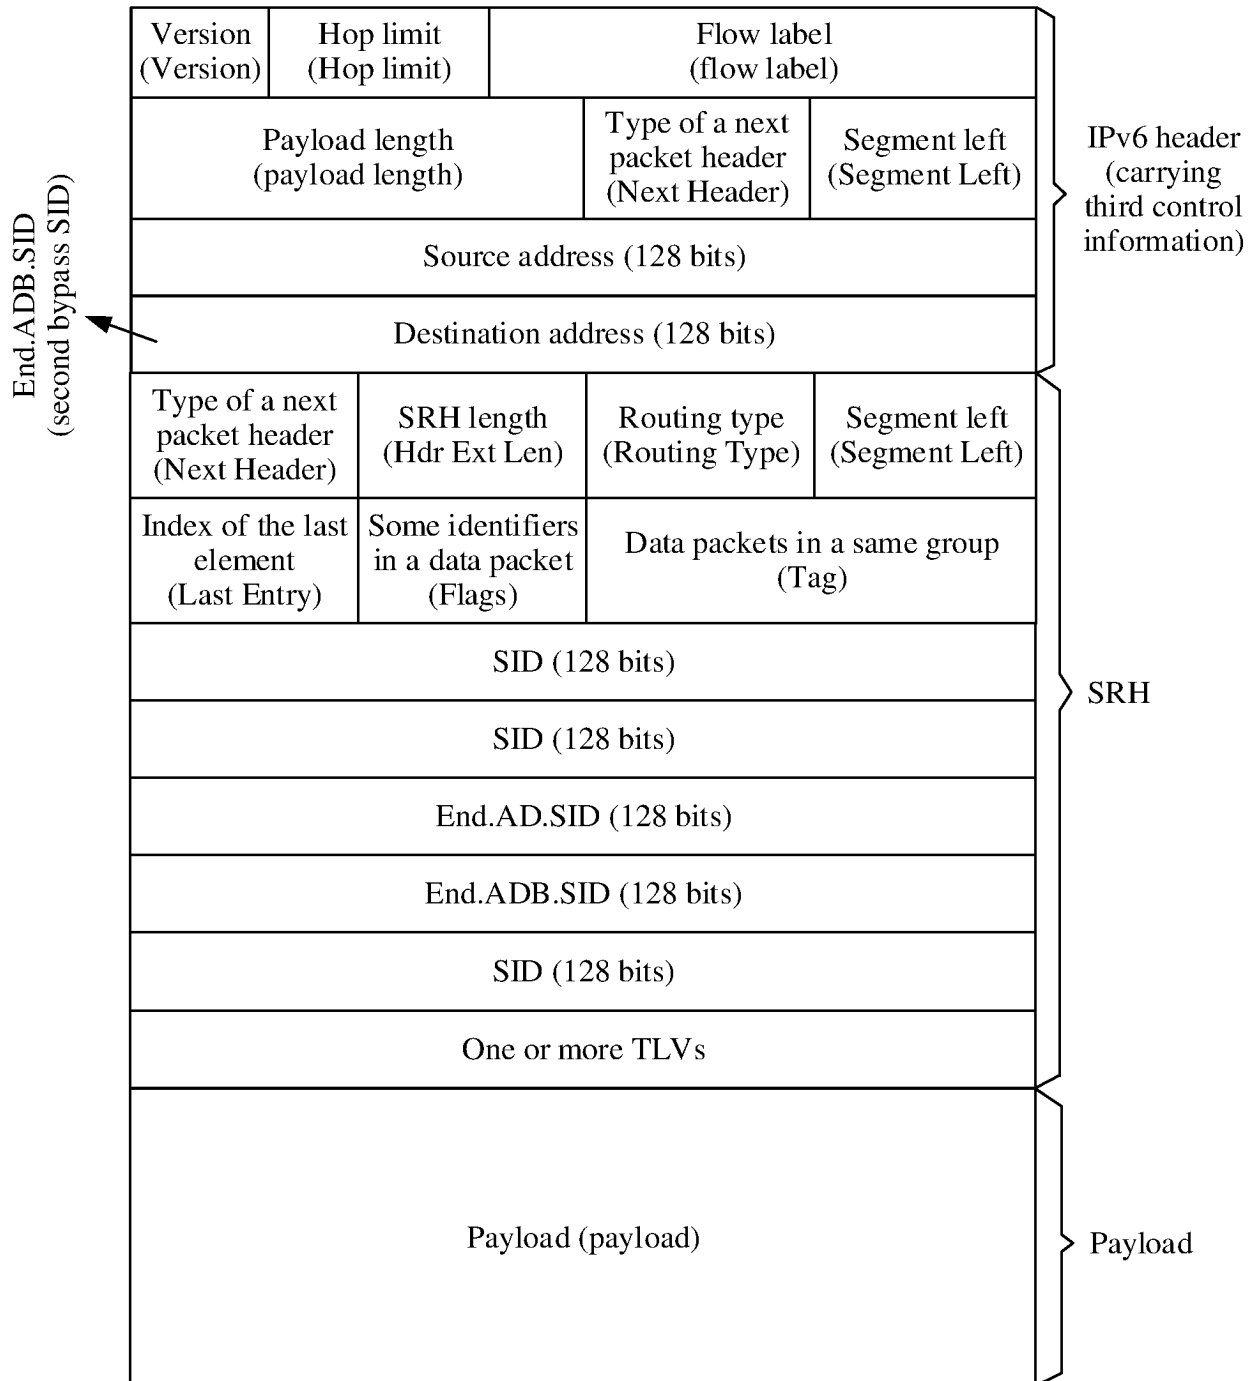 Version
(Version)
Hop limit
(Hop limit)
Flow label
(flow label)
Payload length
(payload length)
Type of a next
packet header
(Next Header)
Segment left
(Segment Left)
IPv6 header
(carrying
third control
information)
Source address (128 bits)
End.ADB.SID
(second bypass SID)
Destination address (128 bits)
Type of a next
packet header
(Next Header)
SRH length
(Hdr Ext Len)
Routing type
(Routing Type)
Segment left
(Segment Left)
Index of the last
element
(Last Entry)
Some identifiers
in a data packet
(Flags)
Data packets in a same group
(Tag)
SID (128 bits)
SID (128 bits)
SRH
End.AD.SID (128 bits)
End.ADB.SID (128 bits)
SID (128 bits)
One or more TLVs
Payload (payload)
Payload